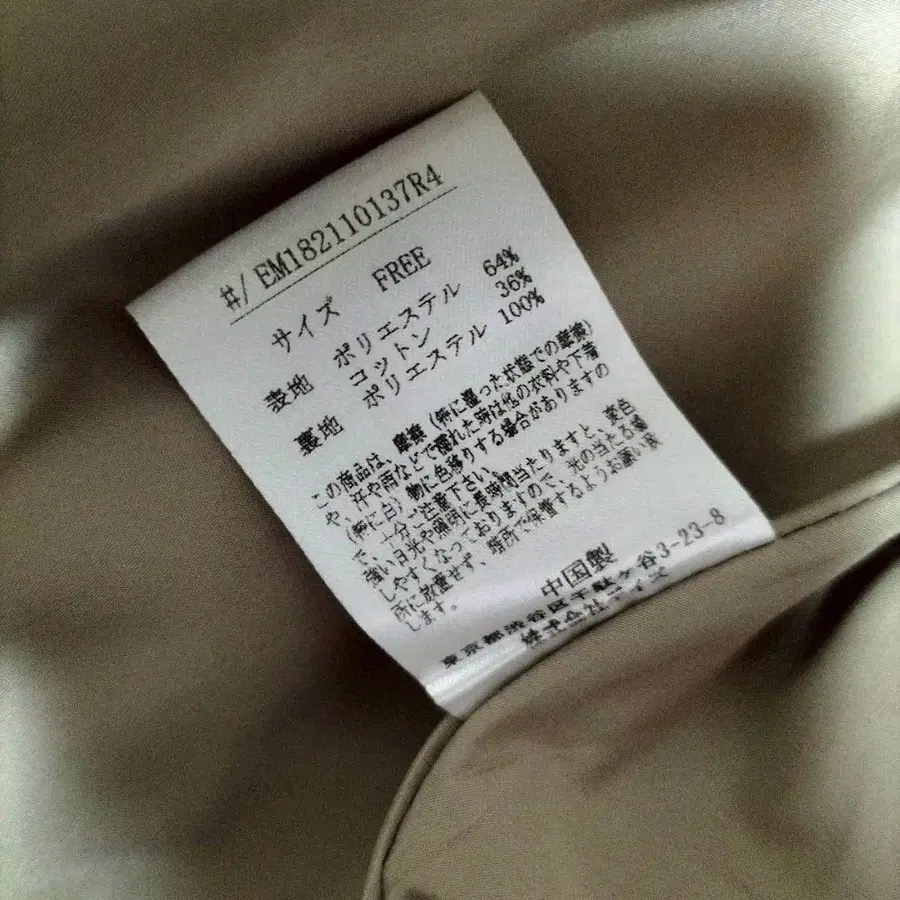 #/EM182110137R4
サイズ FREE
表地 ポリエステル 64%
コットン 36%
裏地 ポリエステル 100%
この商品は、摩擦(特に湿った状態での摩擦)
や、汗や雨などで濡れた時は他の衣料や下着
(特に白)物に色移りする場合がありますの
で、十分ご注意下さい。
強い日光や照明に長時間当たりますと、変色
しやすくなっておりますので、光の当たる場
所に放置せず、暗所で保管するようお願い致
します。
中国製
東京都渋谷区千駄ヶ谷3-23-8
株式会社デイズ